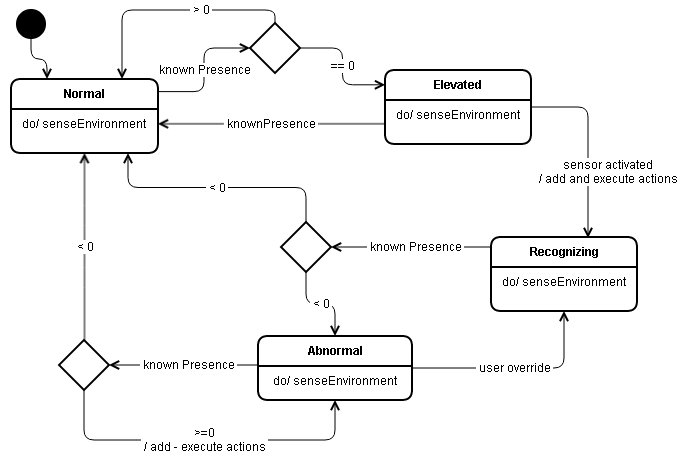 > 0
known Presence
== 0
Normal
do/ senseEnvironment
Elevated
do/ senseEnvironment
knownPresence
sensor activated
/ add and execute actions
< 0
< 0
known Presence
Recognizing
do/ senseEnvironment
< 0
Abnormal
do/ senseEnvironment
known Presence
user override
>=0
/ add - execute actions